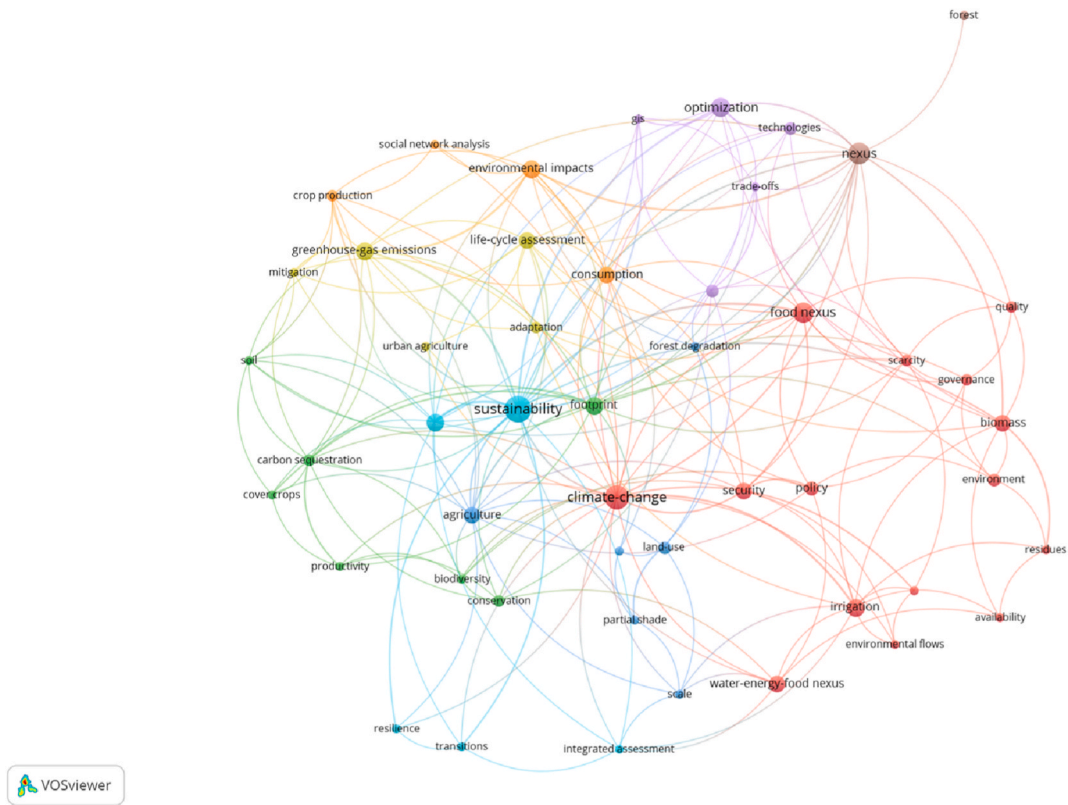 forest
optimization
gis
technologies
social network analysis
nexus
environmental impacts
trade-offs
crop production
life-cycle assessment
greenhouse-gas emissions
mitigation
consumption
quality
food nexus
adaptation
urban agriculture
forest degradation
soil
scarcity
governance
sustainability
footprint
biomass
carbon sequestration
environment
cover crops
climate-change
security
policy
agriculture
land-use
residues
productivity
biodiversity
conservation
irrigation
partial shade
availability
environmental flows
water-energy-food nexus
scale
resilience
transitions
integrated assessment
VOSviewer